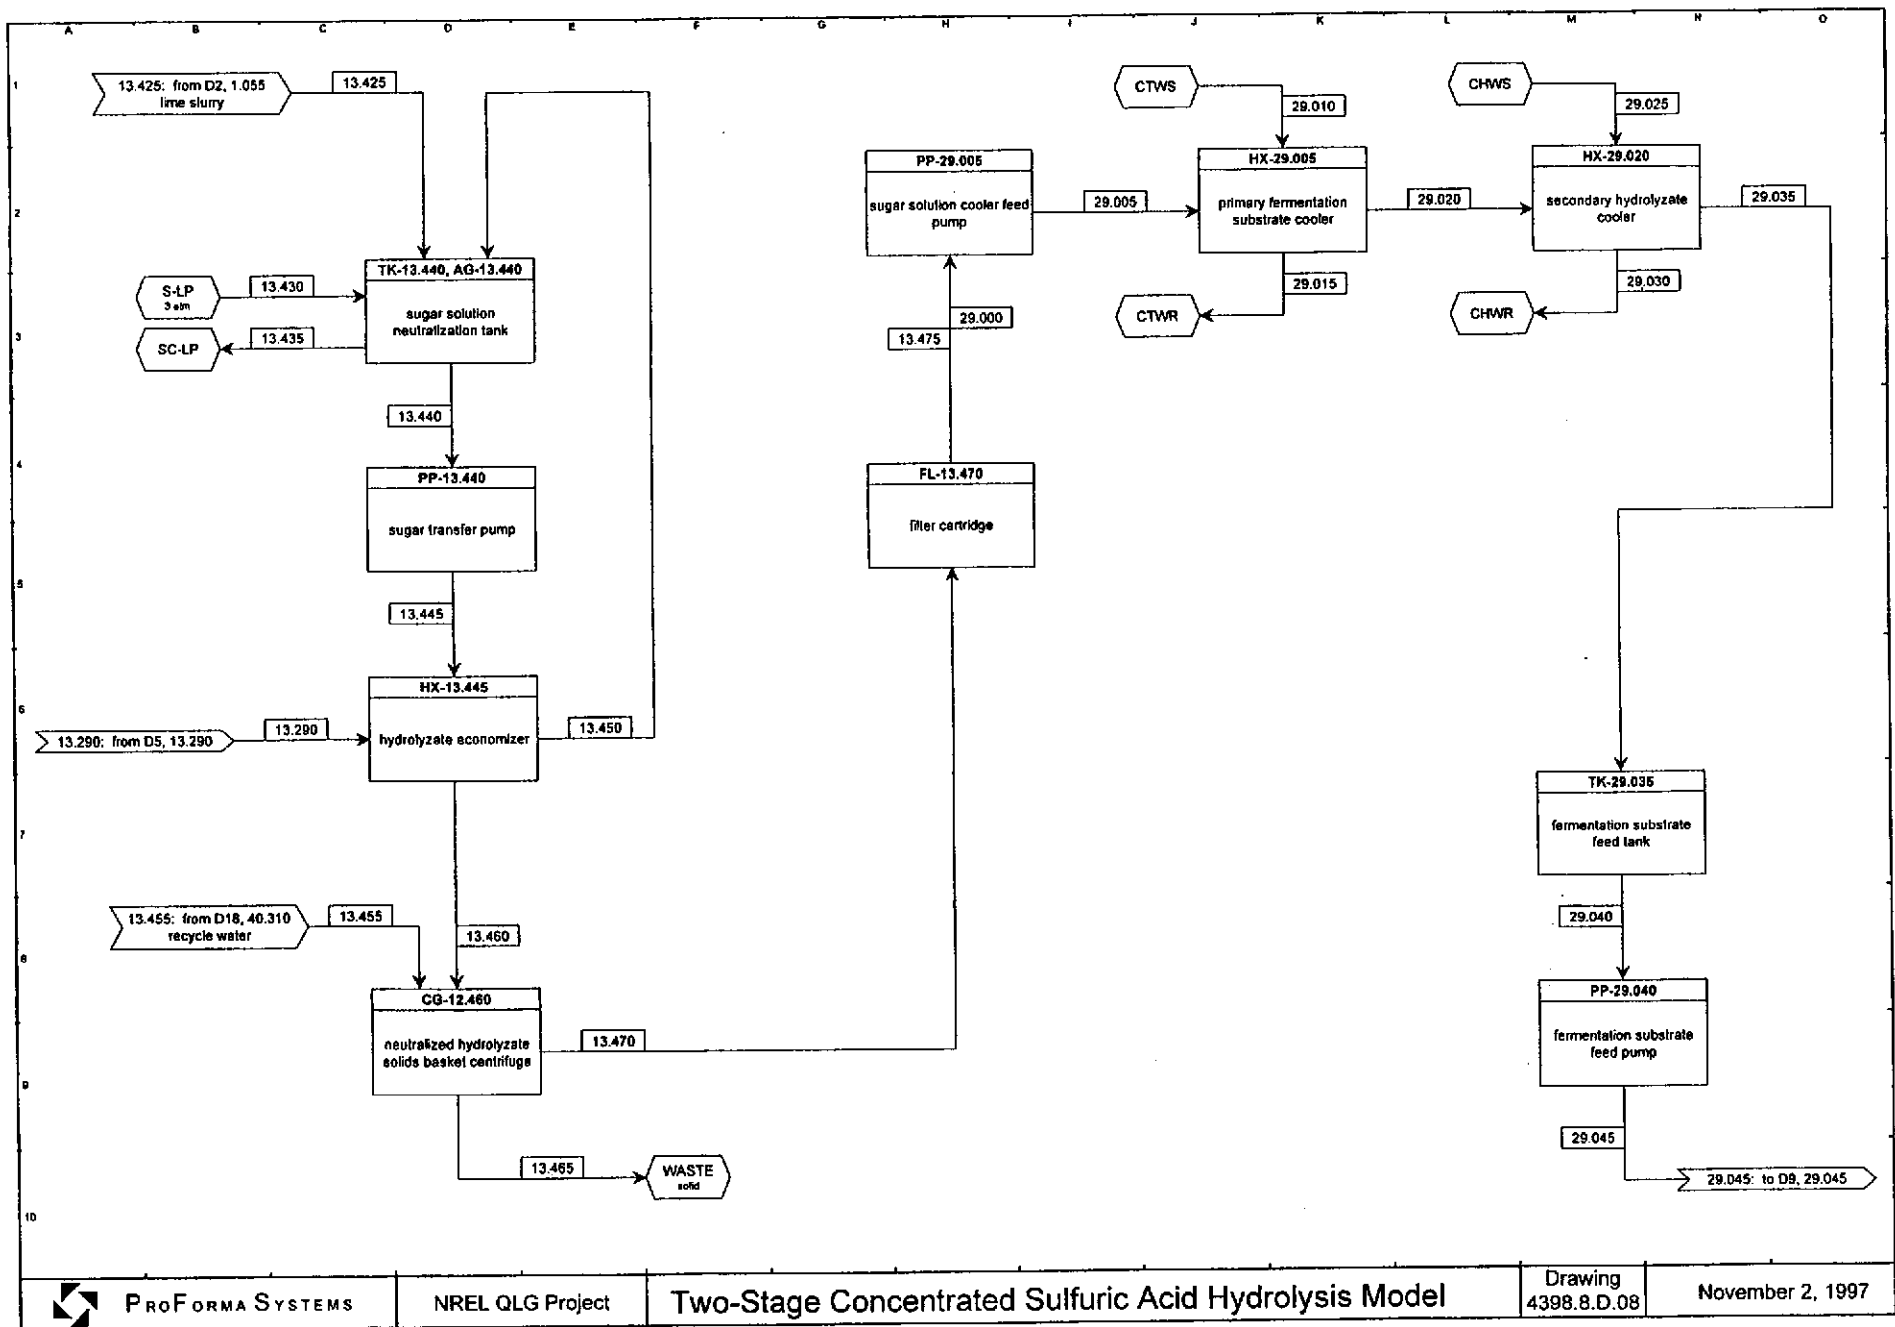 A B C D E F G H I J K L M N O
1
2
3
4
5
6
7
8
9
10
13.425: from D2, 1.055
lime slurry
13.425
S-LP
3 atm
13.430
SC-LP
13.435
TK-13.440, AG-13.440
sugar solution
neutralization tank
13.440
PP-13.440
sugar transfer pump
13.445
HX-13.445
hydrolyzate economizer
13.290: from D5, 13.290
13.290
13.450
13.455: from D18, 40.310
recycle water
13.455
13.460
CG-12.460
neutralized hydrolyzate
solids basket centrifuge
13.470
13.465
WASTE
solid
PP-29.005
sugar solution cooler feed
pump
29.000
13.475
FL-13.470
filter cartridge
29.005
CTWS
29.010
HX-29.005
primary fermentation
substrate cooler
29.015
CTWR
29.020
CHWS
29.025
HX-29.020
secondary hydrolyzate
cooler
29.030
CHWR
29.035
TK-29.035
fermentation substrate
feed tank
29.040
PP-29.040
fermentation substrate
feed pump
29.045
29.045: to D9, 29.045
PROFORMA SYSTEMS
NREL QLG Project
Two-Stage Concentrated Sulfuric Acid Hydrolysis Model
Drawing
4398.8.D.08
November 2, 1997